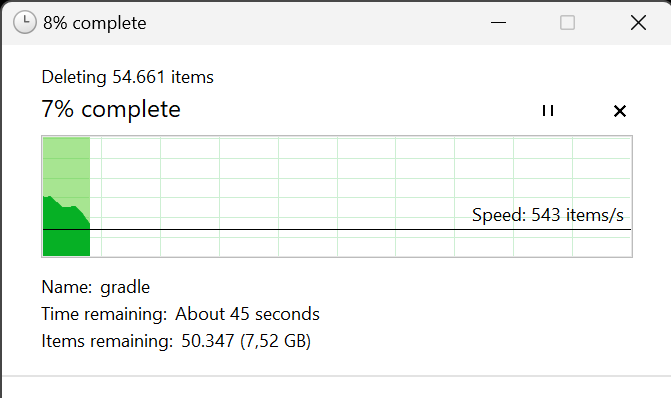 8% complete
Deleting 54.661 items
7% complete
Speed: 543 items/s
Name: gradle
Time remaining: About 45 seconds
Items remaining: 50.347 (7,52 GB)